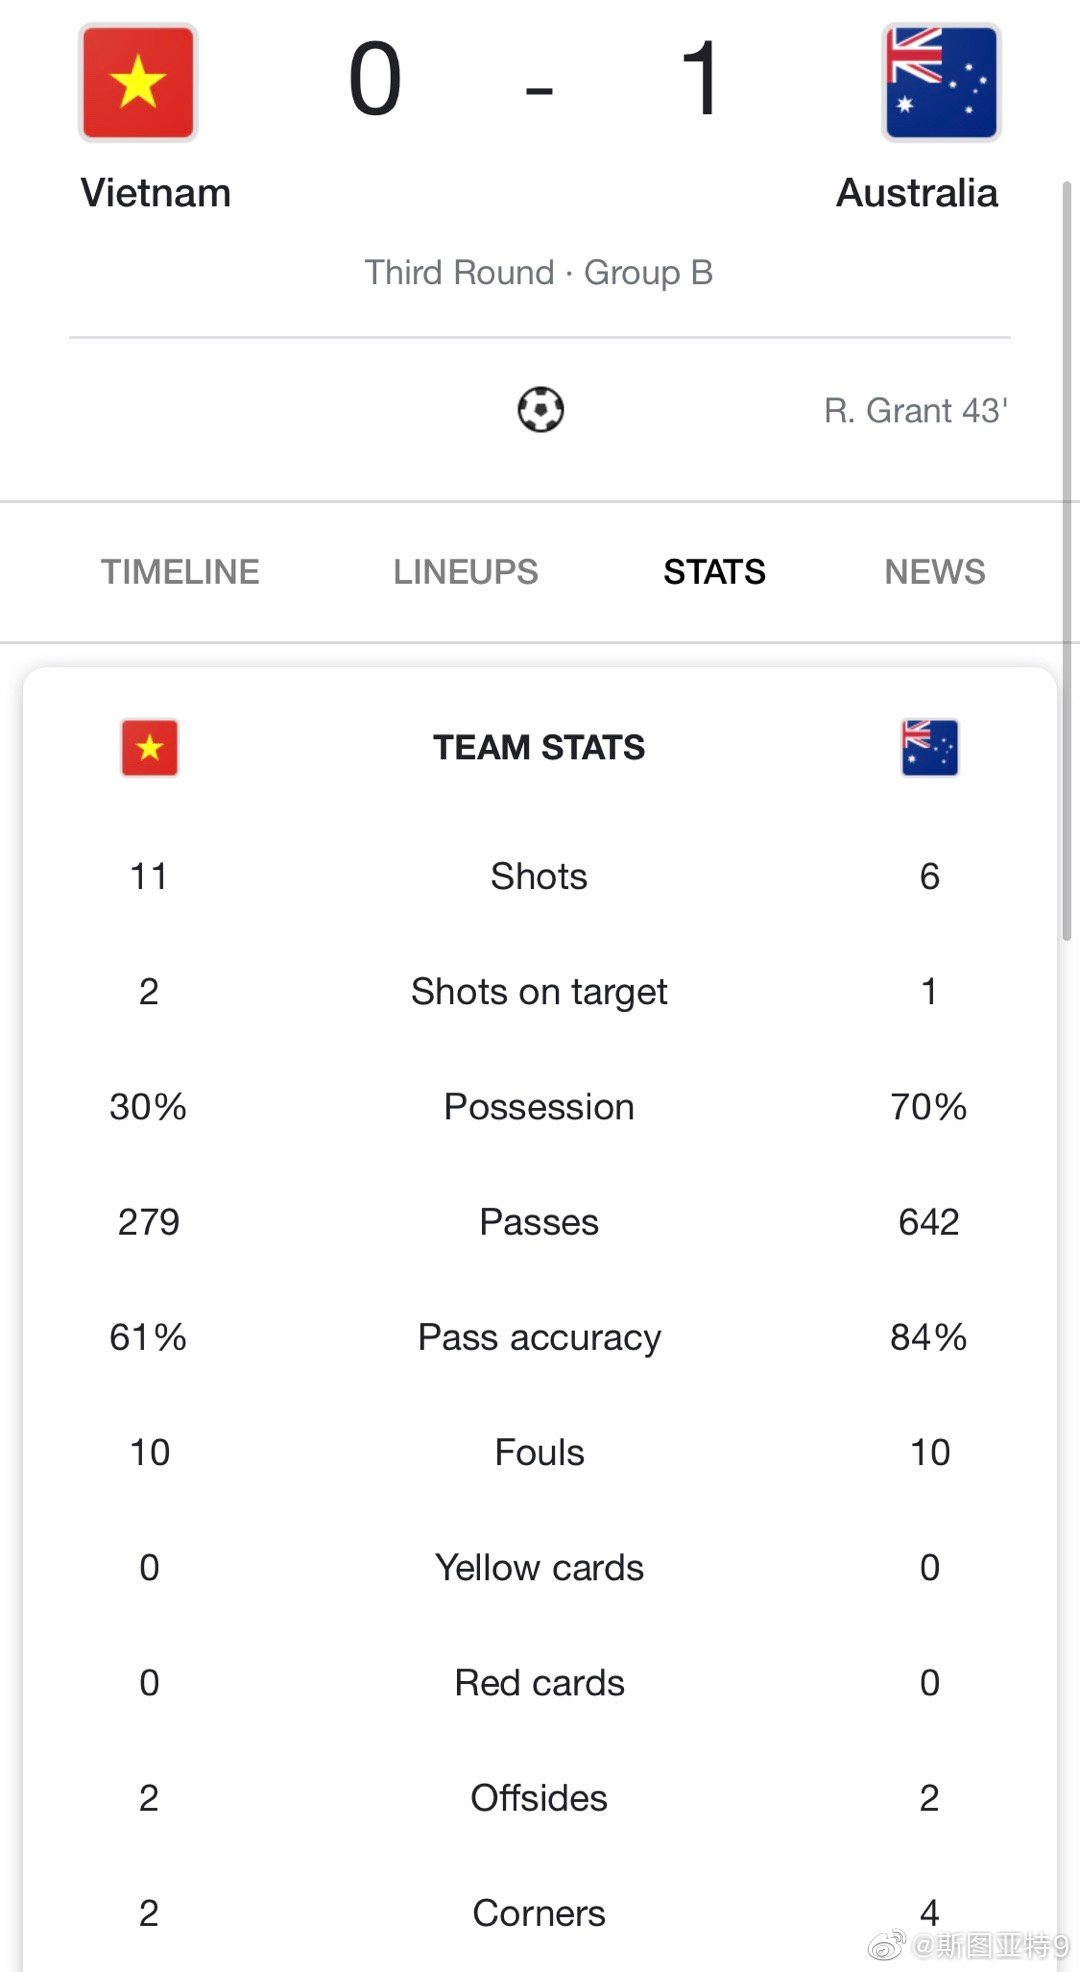 0 - 1
Vietnam Australia
Third Round · Group B
R. Grant 43'
TIMELINE LINEUPS STATS NEWS
TEAM STATS
11 Shots 6
2 Shots on target 1
30% Possession 70%
279 Passes 642
61% Pass accuracy 84%
10 Fouls 10
0 Yellow cards 0
0 Red cards 0
2 Offsides 2
2 Corners 4
@斯图亚特9